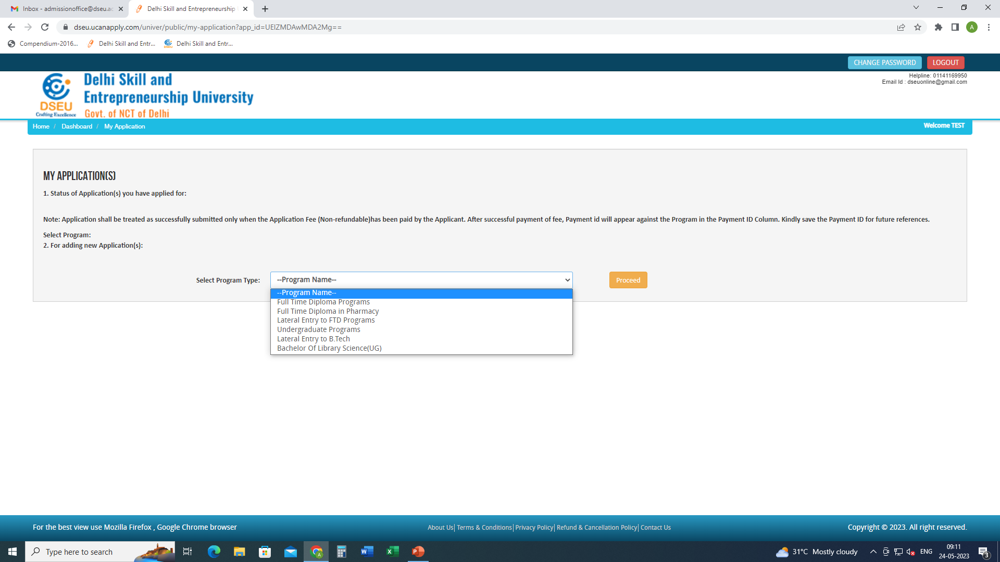 Inbox - admissionoffice@dseu.ac
Delhi Skill and Entrepreneurship
dseu.ucanapply.com/univer/public/my-application?app_id=UEIZMDAwMDA2Mg==
A
Compendium-2016...
Delhi Skill and Entr...
Delhi Skill and Entr...
CHANGE PASSWORD
LOGOUT
Helpline: 01141169950
Email Id : dseuonline@gmail.com
DSEU
Crafting Excellence
Delhi Skill and
Entrepreneurship University
Govt. of NCT of Delhi
Home / Dashboard / My Application
Welcome TEST
MY APPLICATION(S)
1. Status of Application(s) you have applied for:
Note: Application shall be treated as successfully submitted only when the Application Fee (Non-refundable)has been paid by the Applicant. After successful payment of fee, Payment id will appear against the Program in the Payment ID Column. Kindly save the Payment ID for future references.
Select Program:
2. For adding new Application(s):
Select Program Type:
--Program Name--
Proceed
--Program Name--
Full Time Diploma Programs
Full Time Diploma in Pharmacy
Lateral Entry to FTD Programs
Undergraduate Programs
Lateral Entry to B.Tech
Bachelor Of Library Science(UG)
For the best view use Mozilla Firefox , Google Chrome browser
About Us| Terms & Conditions| Privacy Policy| Refund & Cancellation Policy| Contact Us
Copyright © 2023. All right reserved.
Type here to search
31°C Mostly cloudy
ENG
09:11
24-05-2023
3